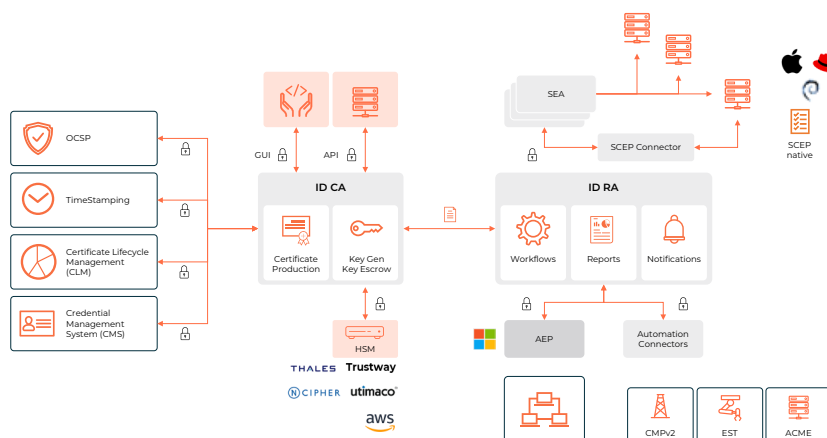 OCSP
TimeStamping
Certificate Lifecycle
Management
(CLM)
Credential
Management
System (CMS)
GUI
API
ID CA
Certificate
Production
Key Gen
Key Escrow
HSM
THALES
Trustway
NCIPHER
utimaco®
aws
SEA
SCEP Connector
ID RA
Workflows
Reports
Notifications
AEP
Automation
Connectors
SCEP
native
CMPv2
EST
ACME